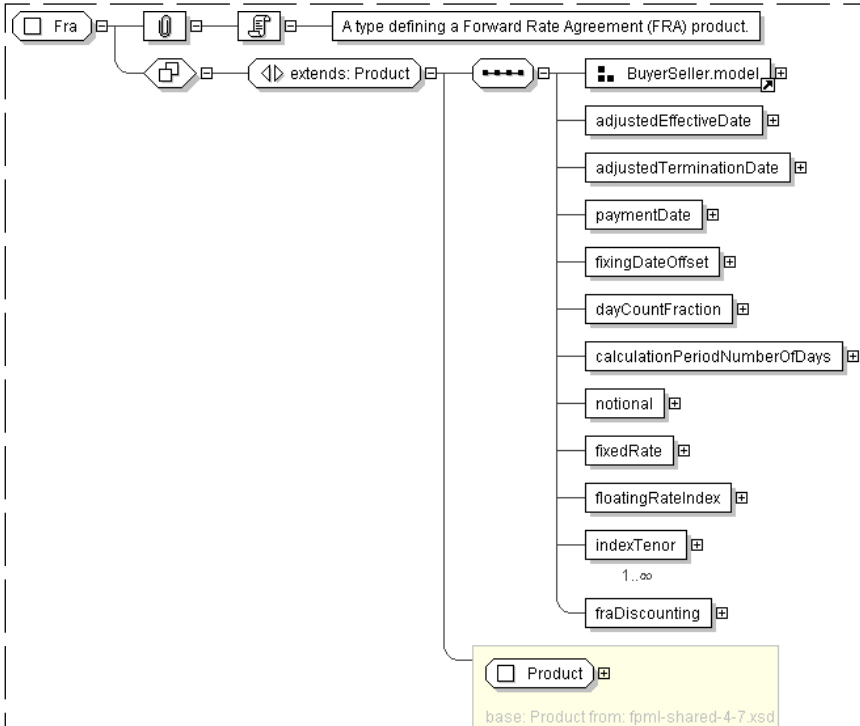 Fra
A type defining a Forward Rate Agreement (FRA) product.
extends: Product
BuyerSeller.model
adjustedEffectiveDate
adjustedTerminationDate
paymentDate
fixingDateOffset
dayCountFraction
calculationPeriodNumberOfDays
notional
fixedRate
floatingRateIndex
indexTenor
1..∞
fraDiscounting
Product
base: Product from: fpml-shared-4-7.xsd